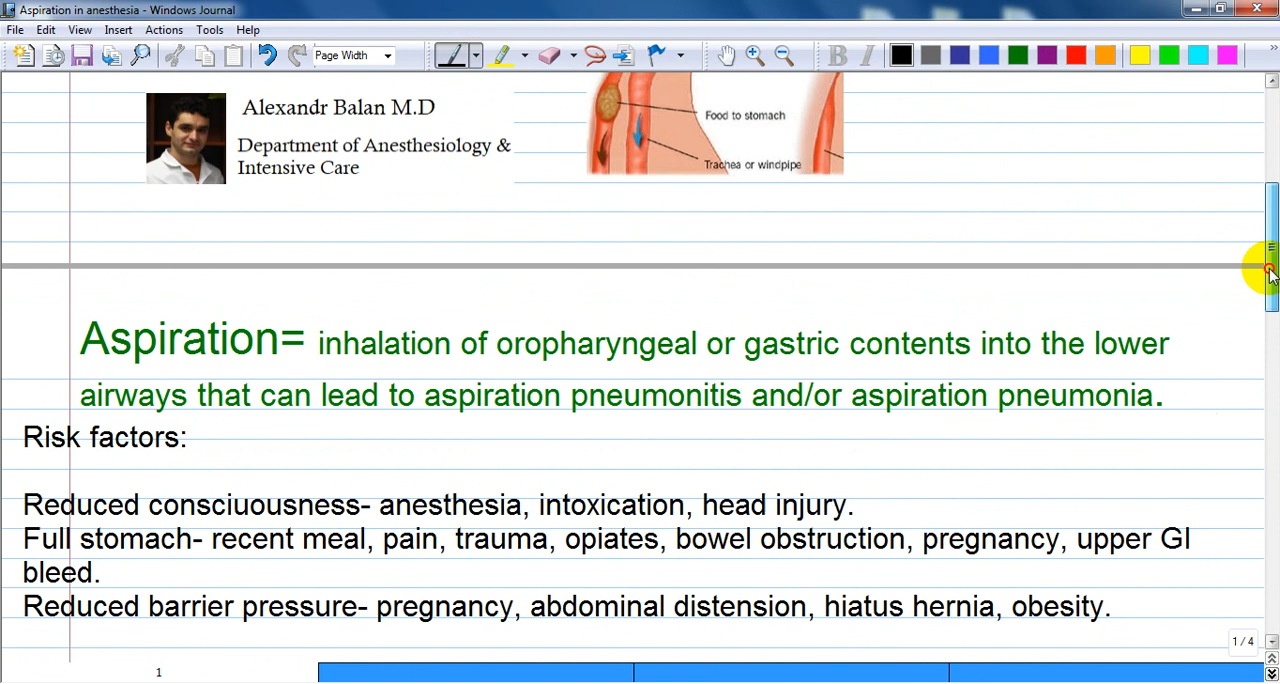 Aspiration in anesthesia - Windows Journal
File Edit View Insert Actions Tools Help
Page Width
B I
Alexandr Balan M.D
Department of Anesthesiology &
Intensive Care
Food to stomach
Trachea or windpipe
Aspiration= inhalation of oropharyngeal or gastric contents into the lower
airways that can lead to aspiration pneumonitis and/or aspiration pneumonia.
Risk factors:
Reduced consciuousness- anesthesia, intoxication, head injury.
Full stomach- recent meal, pain, trauma, opiates, bowel obstruction, pregnancy, upper GI
bleed.
Reduced barrier pressure- pregnancy, abdominal distension, hiatus hernia, obesity.
1 / 4
1